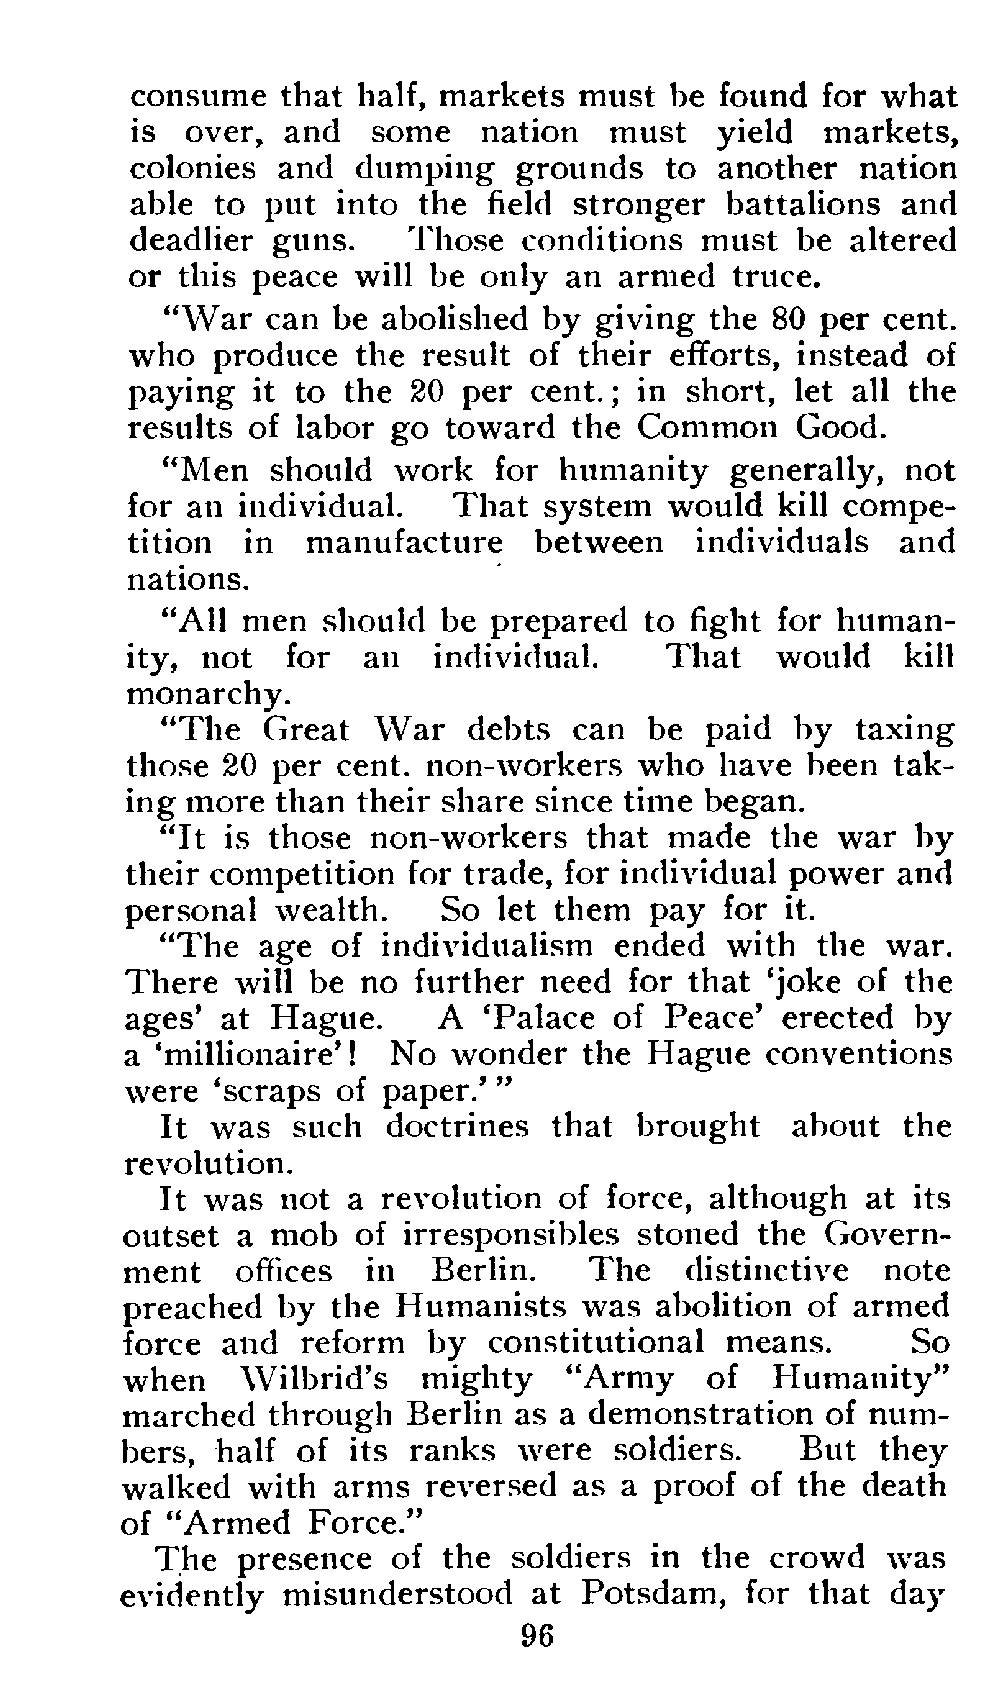 consume that half, markets must be found for what
is over, and some nation must yield markets,
colonies and dumping grounds to another nation
able to put into the field stronger battalions and
deadlier guns. Those conditions must be altered
or this peace will be only an armed truce.
“War can be abolished by giving the 80 per cent.
who produce the result of their efforts, instead of
paying it to the 20 per cent.; in short, let all the
results of labor go toward the Common Good.
“Men should work for humanity generally, not
for an individual. That system would kill compe-
tition in manufacture between individuals and
nations.
“All men should be prepared to fight for human-
ity, not for an individual. That would kill
monarchy.
“The Great War debts can be paid by taxing
those 20 per cent. non-workers who have been tak-
ing more than their share since time began.
“It is those non-workers that made the war by
their competition for trade, for individual power and
personal wealth. So let them pay for it.
“The age of individualism ended with the war.
There will be no further need for that ‘joke of the
ages’ at Hague. A ‘Palace of Peace’ erected by
a ‘millionaire’! No wonder the Hague conventions
were ‘scraps of paper.’”
It was such doctrines that brought about the
revolution.
It was not a revolution of force, although at its
outset a mob of irresponsibles stoned the Govern-
ment offices in Berlin. The distinctive note
preached by the Humanists was abolition of armed
force and reform by constitutional means. So
when Wilbrid’s mighty “Army of Humanity”
marched through Berlin as a demonstration of num-
bers, half of its ranks were soldiers. But they
walked with arms reversed as a proof of the death
of “Armed Force.”
The presence of the soldiers in the crowd was
evidently misunderstood at Potsdam, for that day
96